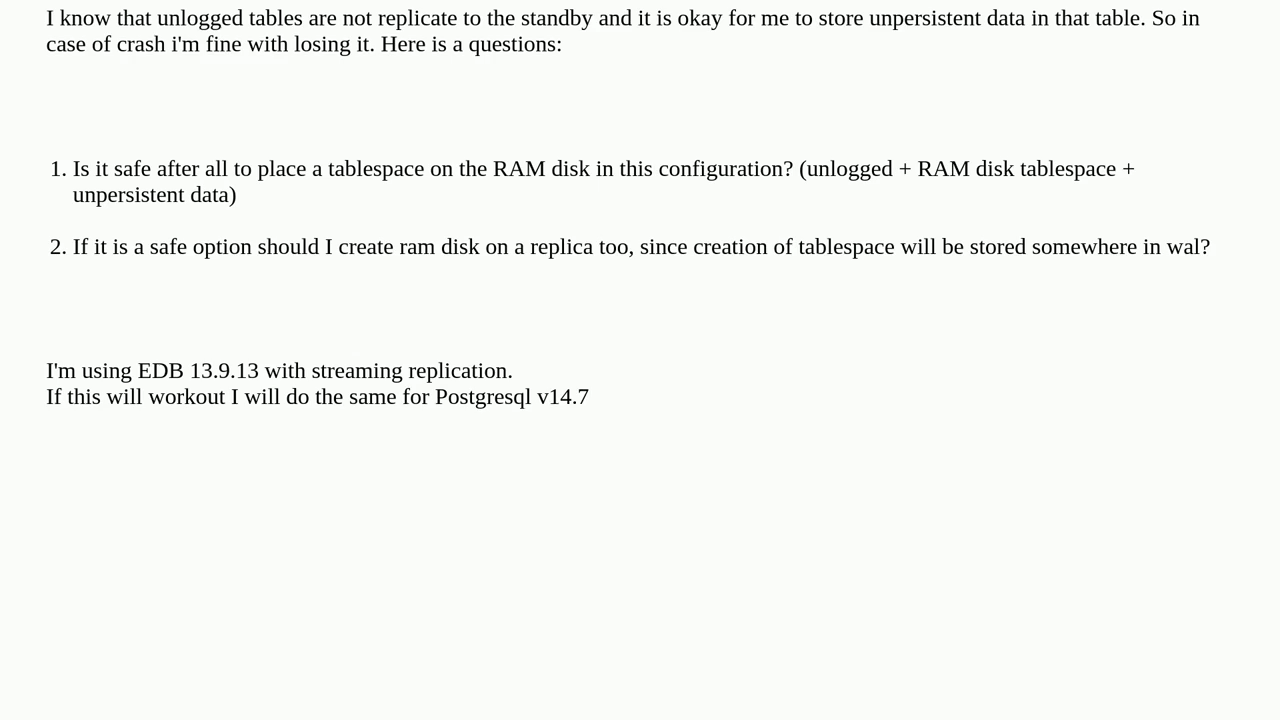 I know that unlogged tables are not replicate to the standby and it is okay for me to store unpersistent data in that table. So in
case of crash i'm fine with losing it. Here is a questions:
1. Is it safe after all to place a tablespace on the RAM disk in this configuration? (unlogged + RAM disk tablespace +
unpersistent data)
2. If it is a safe option should I create ram disk on a replica too, since creation of tablespace will be stored somewhere in wal?
I'm using EDB 13.9.13 with streaming replication.
If this will workout I will do the same for Postgresql v14.7